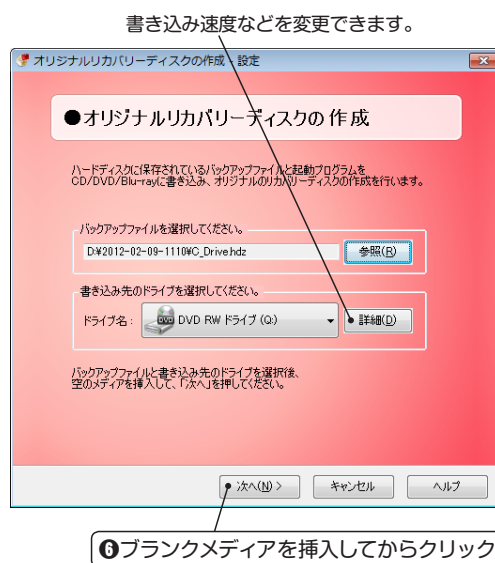 書き込み速度などを変更できます。
オリジナルリカバリーディスクの作成 - 設定
●オリジナルリカバリーディスクの作成
ハードディスクに保存されているバックアップファイルと起動プログラムを
CD/DVD/Blu-rayに書き込み、オリジナルのリカバリーディスクの作成を行います。
バックアップファイルを選択してください。
D:¥2012-02-09-1110¥C_Drive.hdz
参照(R)
書き込み先のドライブを選択してください。
ドライブ名：
DVD RW ドライブ (Q:)
詳細(D)
バックアップファイルと書き込み先のドライブを選択後、
空のメディアを挿入して、「次へ」を押してください。
次へ(N) >
キャンセル
ヘルプ
❻ブランクメディアを挿入してからクリック